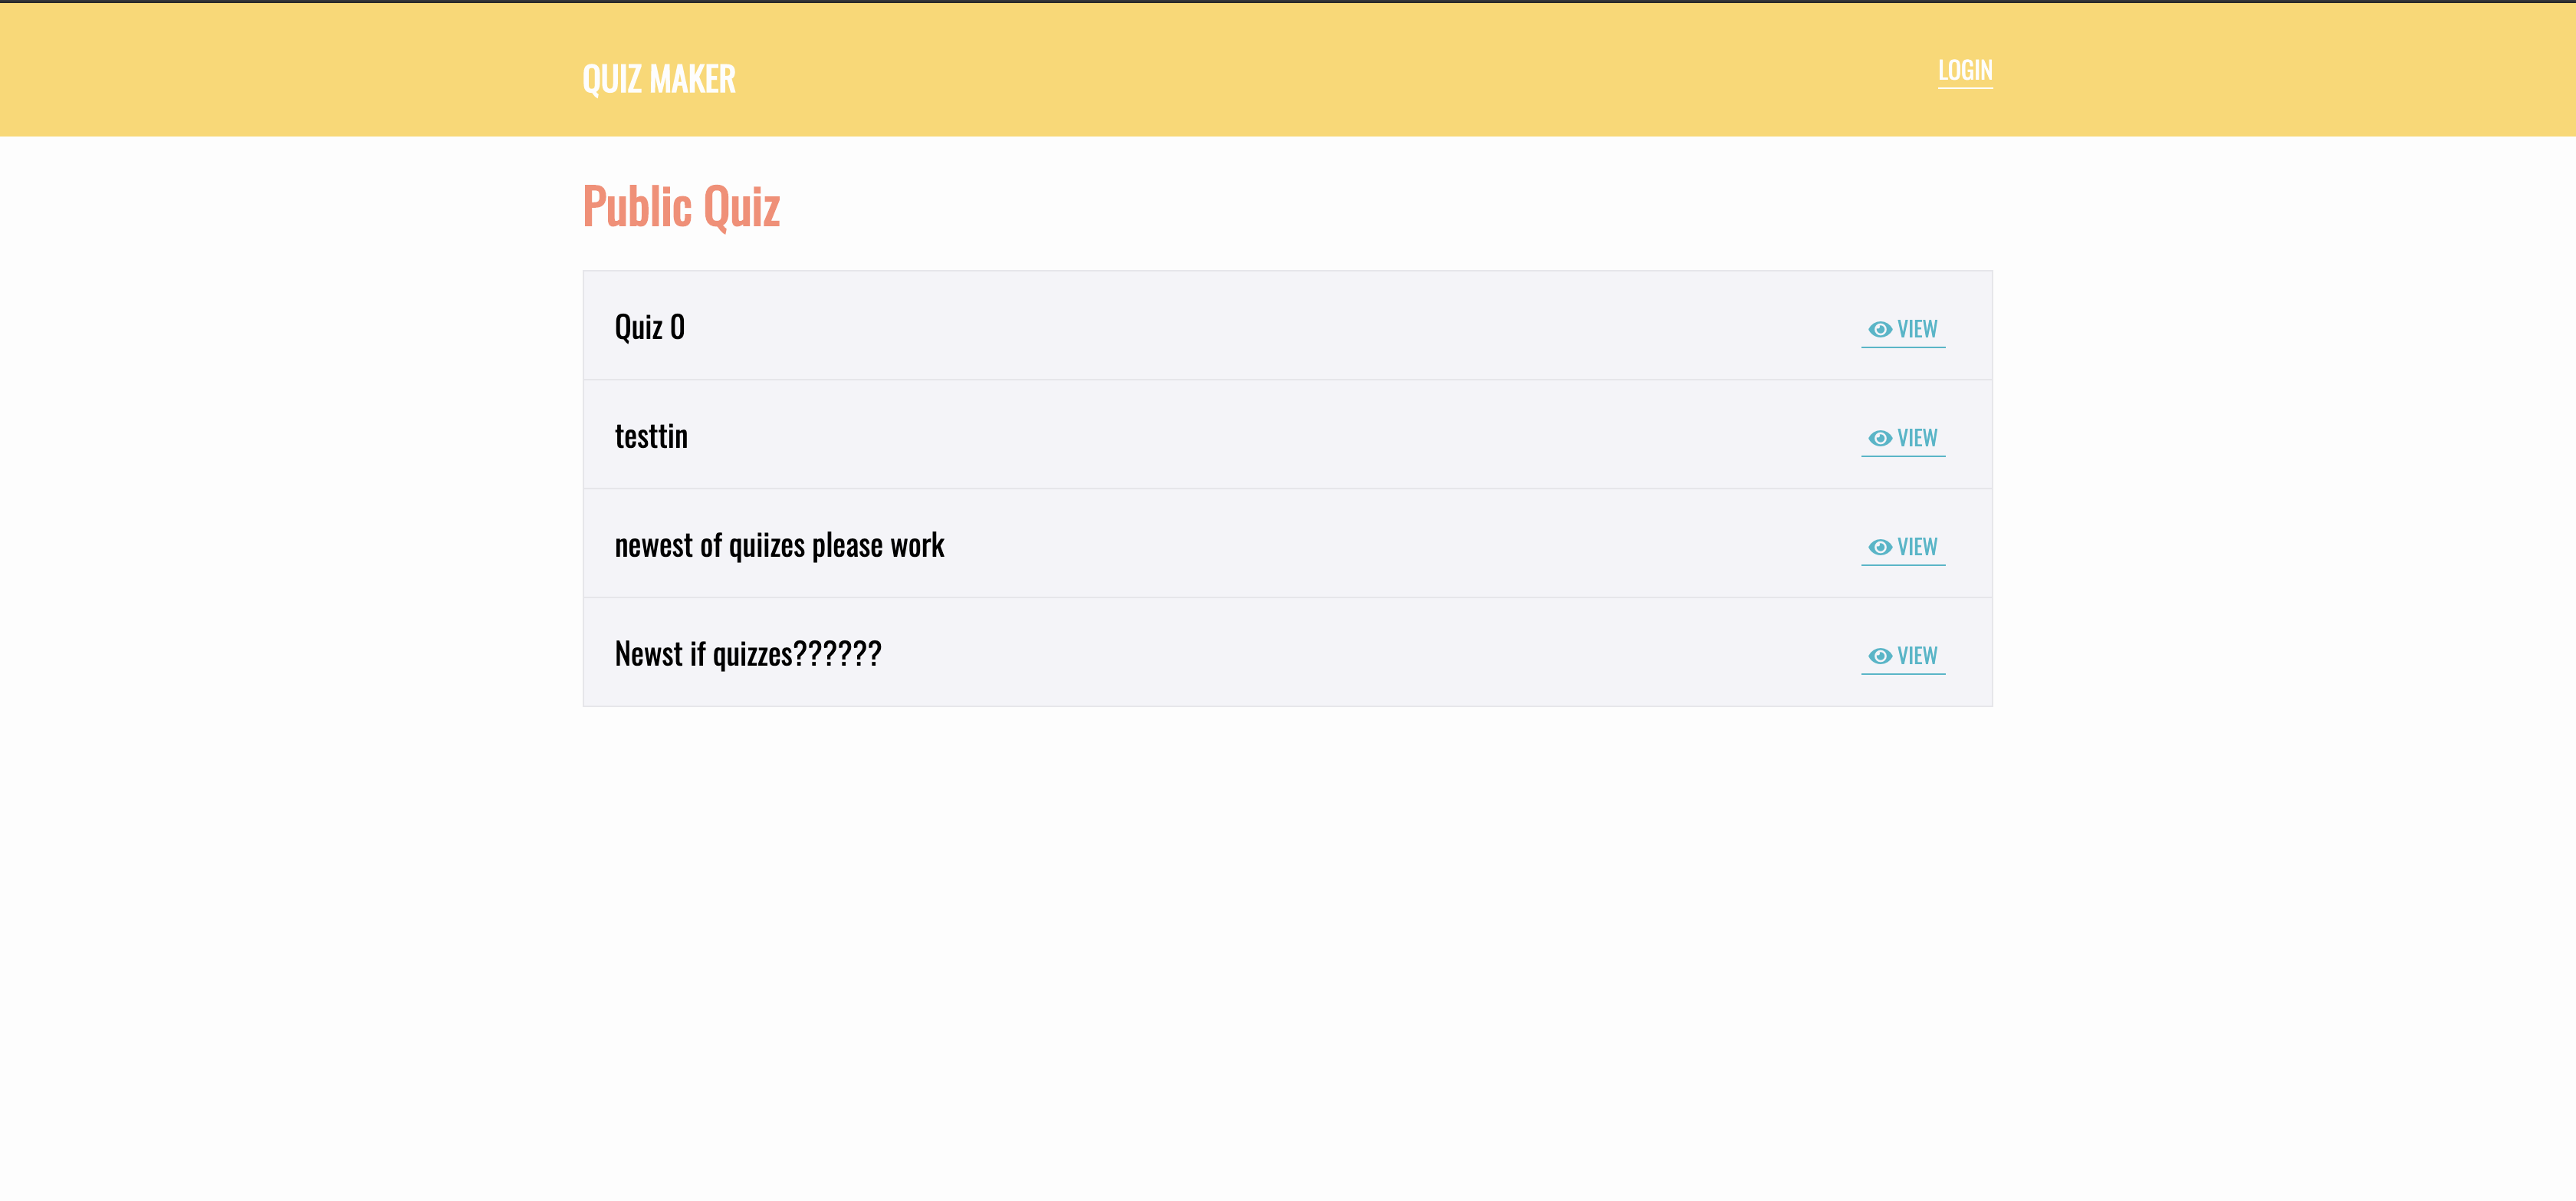 QUIZ MAKER
LOGIN
Public Quiz
Quiz 0
VIEW
testtin
VIEW
newest of quiizes please work
VIEW
Newst if quizzes??????
VIEW